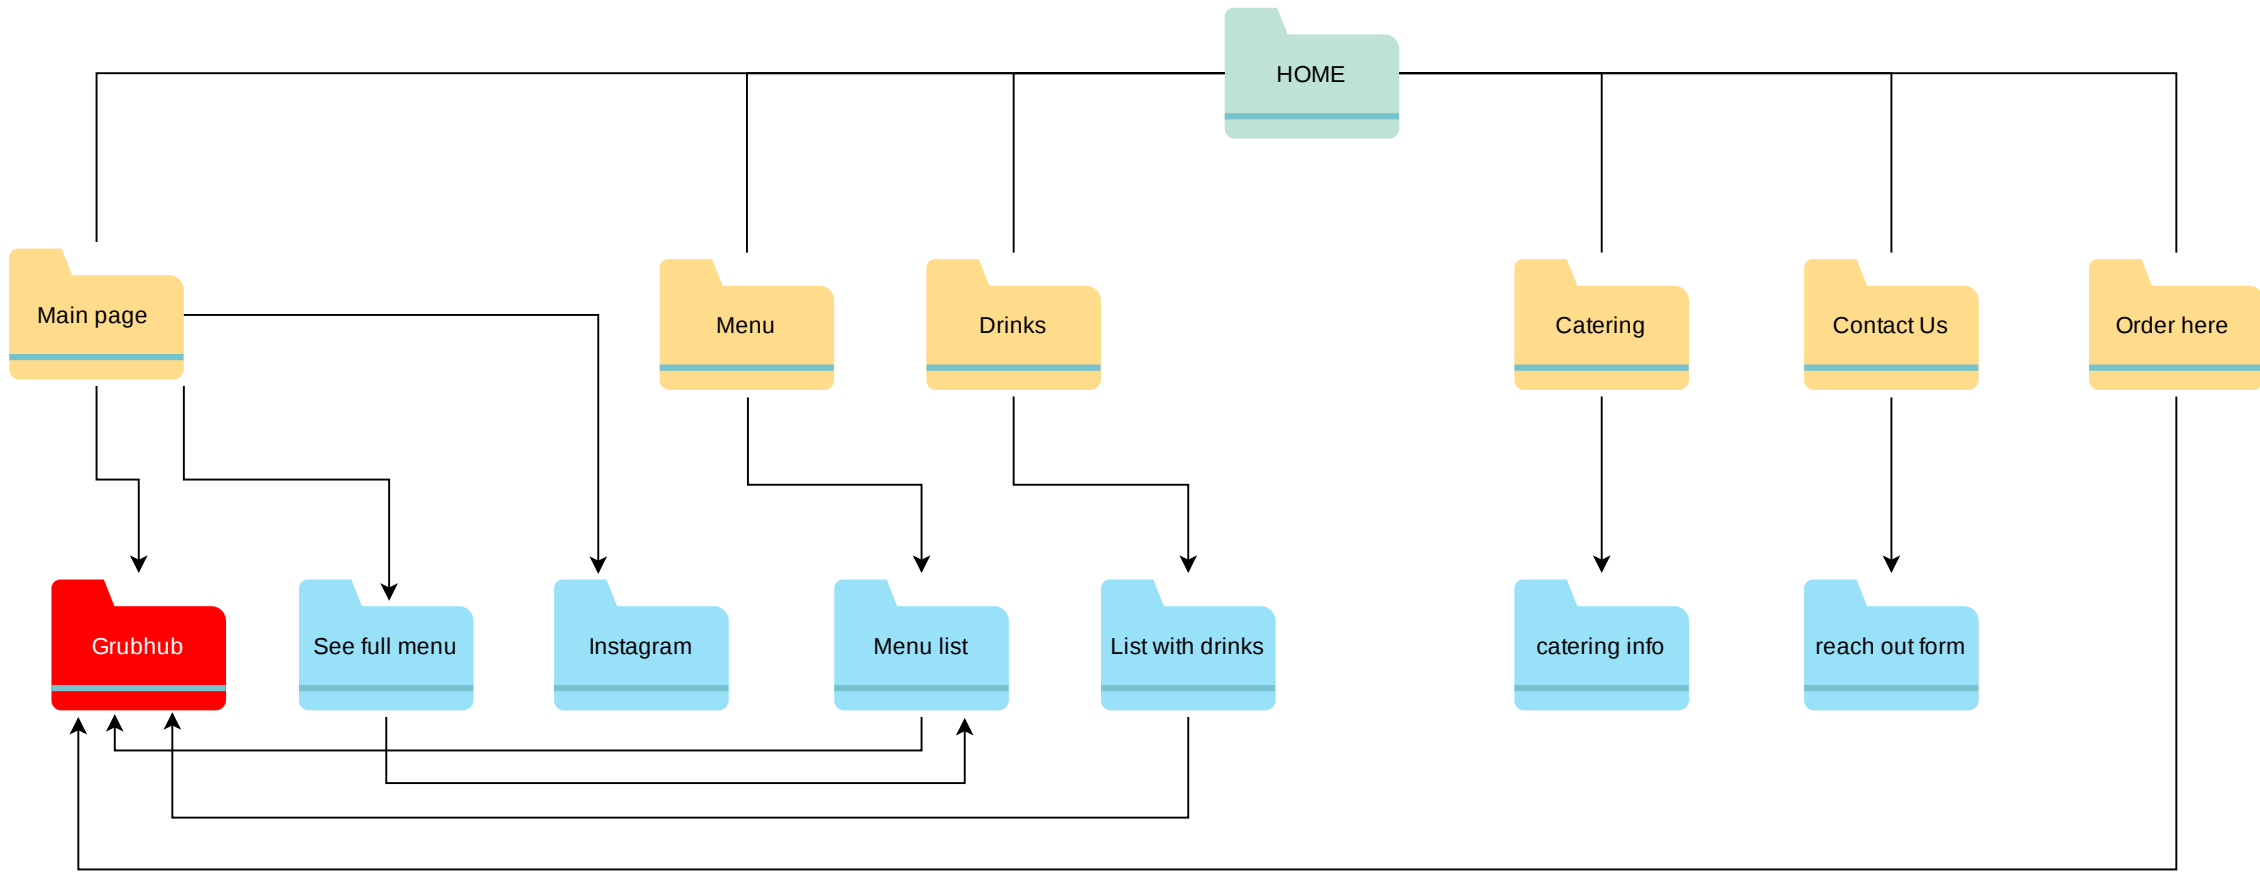 HOME
Main page
Menu
Drinks
Catering
Contact Us
Order here
Grubhub
See full menu
Instagram
Menu list
List with drinks
catering info
reach out form